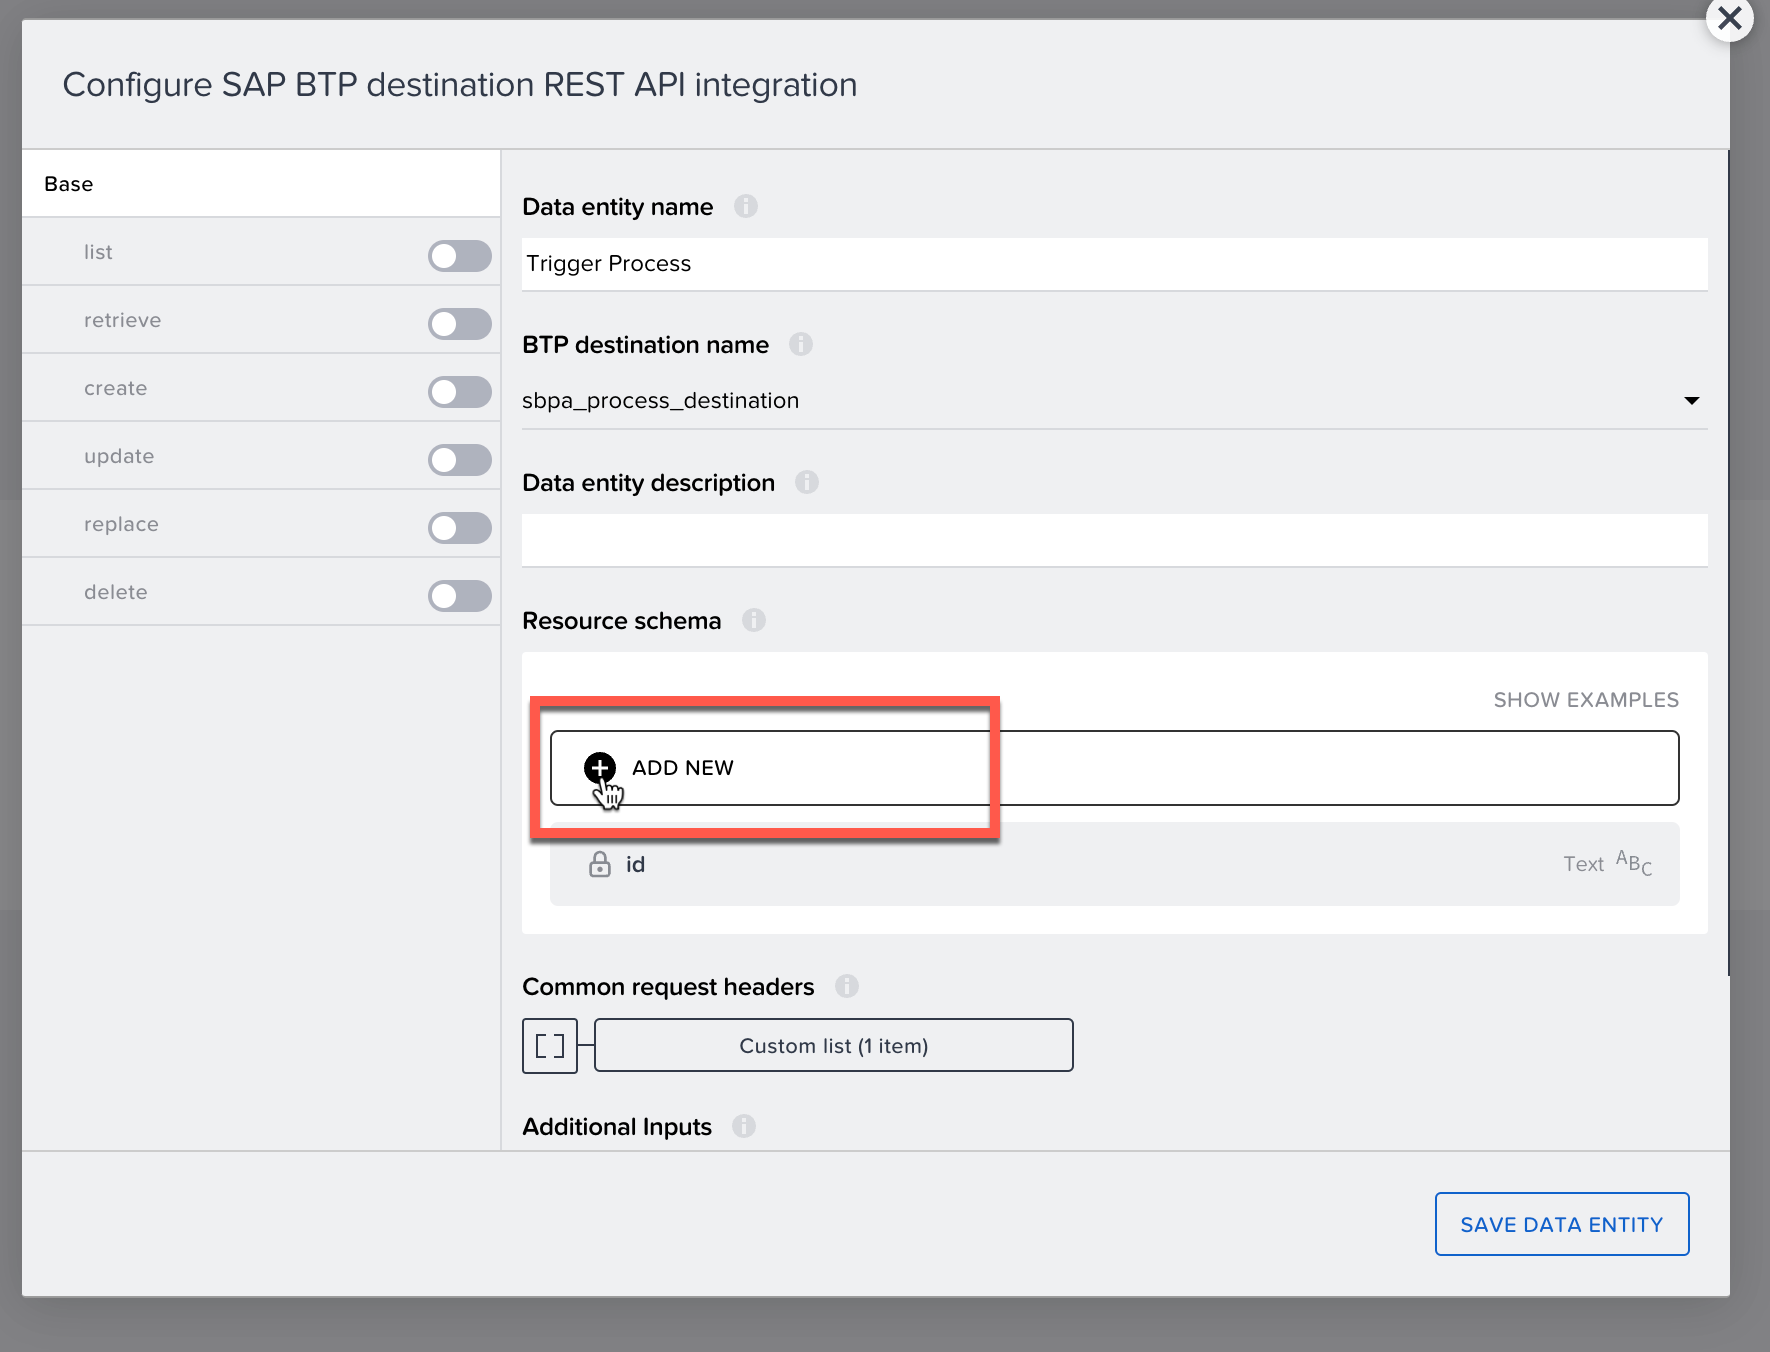 Configure SAP BTP destination REST API integration
Base
list
retrieve
create
update
replace
delete
Data entity name
Trigger Process
BTP destination name
sbpa_process_destination
Data entity description
Resource schema
SHOW EXAMPLES
ADD NEW
id
Text ABC
Common request headers
Custom list (1 item)
Additional Inputs
SAVE DATA ENTITY